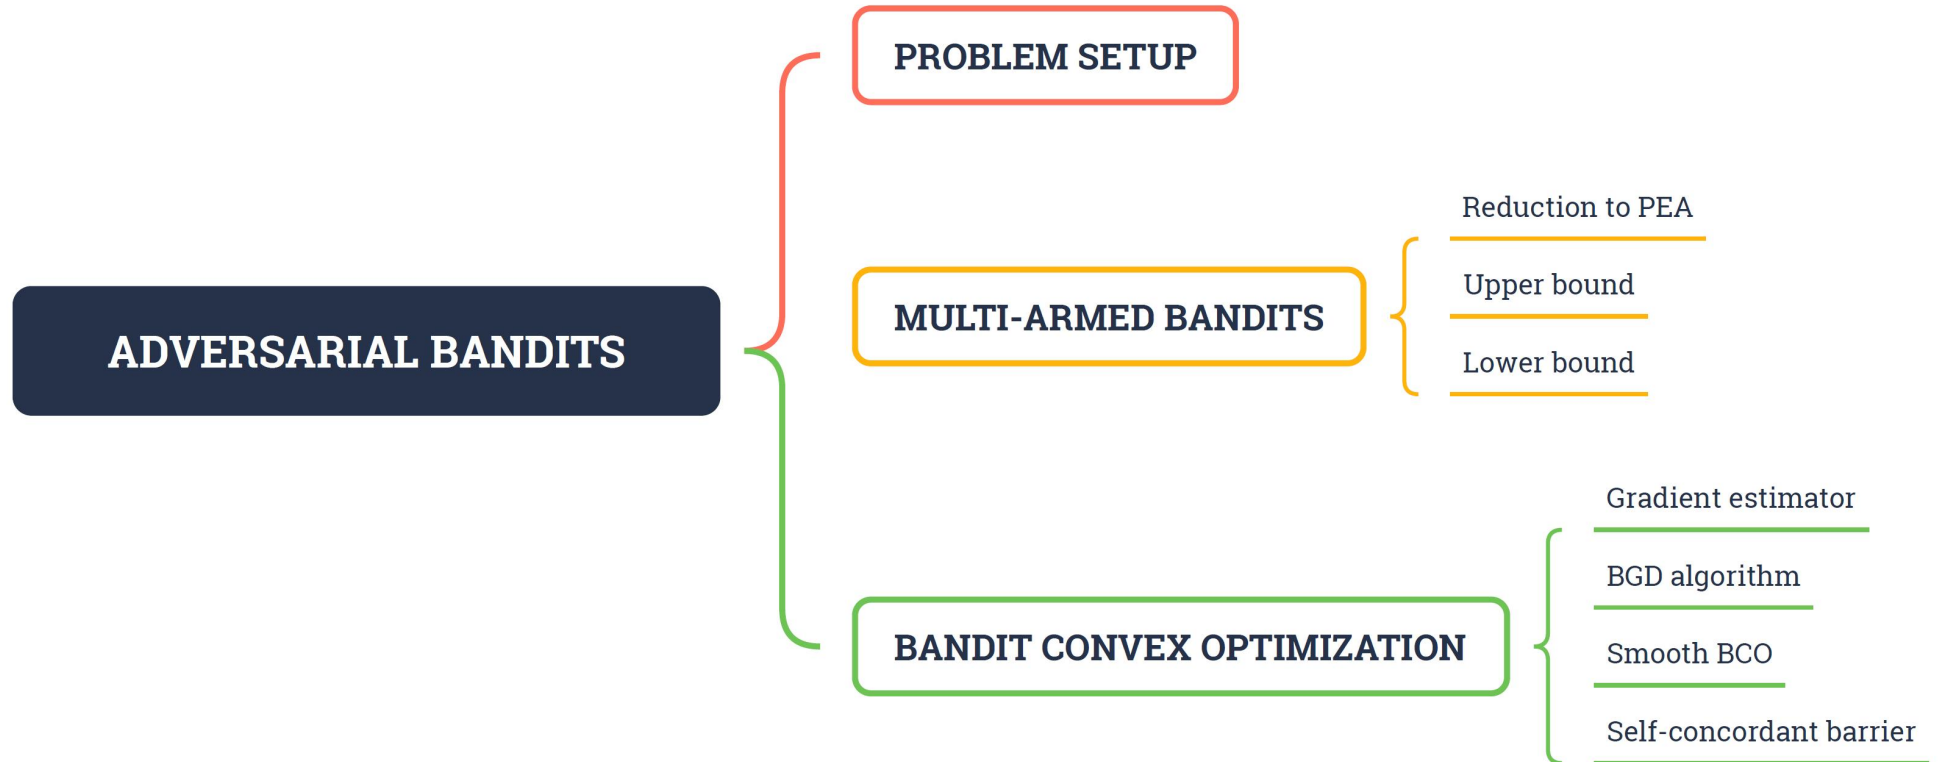 ADVERSARIAL BANDITS
PROBLEM SETUP
MULTI-ARMED BANDITS
Reduction to PEA
Upper bound
Lower bound
BANDIT CONVEX OPTIMIZATION
Gradient estimator
BGD algorithm
Smooth BCO
Self-concordant barrier